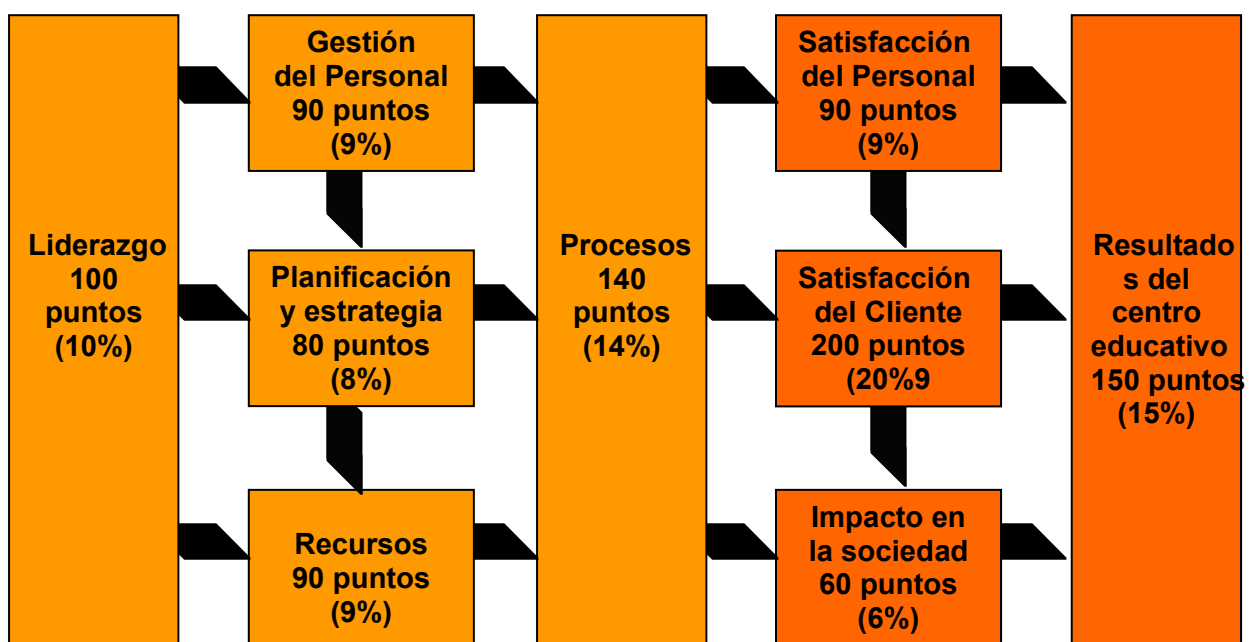 Liderazgo
100
puntos
(10%)
Gestión
del Personal
90 puntos
(9%)
Planificación
y estrategia
80 puntos
(8%)
Recursos
90 puntos
(9%)
Procesos
140
puntos
(14%)
Satisfacción
del Personal
90 puntos
(9%)
Satisfacción
del Cliente
200 puntos
(20%9
Impacto en
la sociedad
60 puntos
(6%)
Resultado
s del
centro
educativo
150 puntos
(15%)